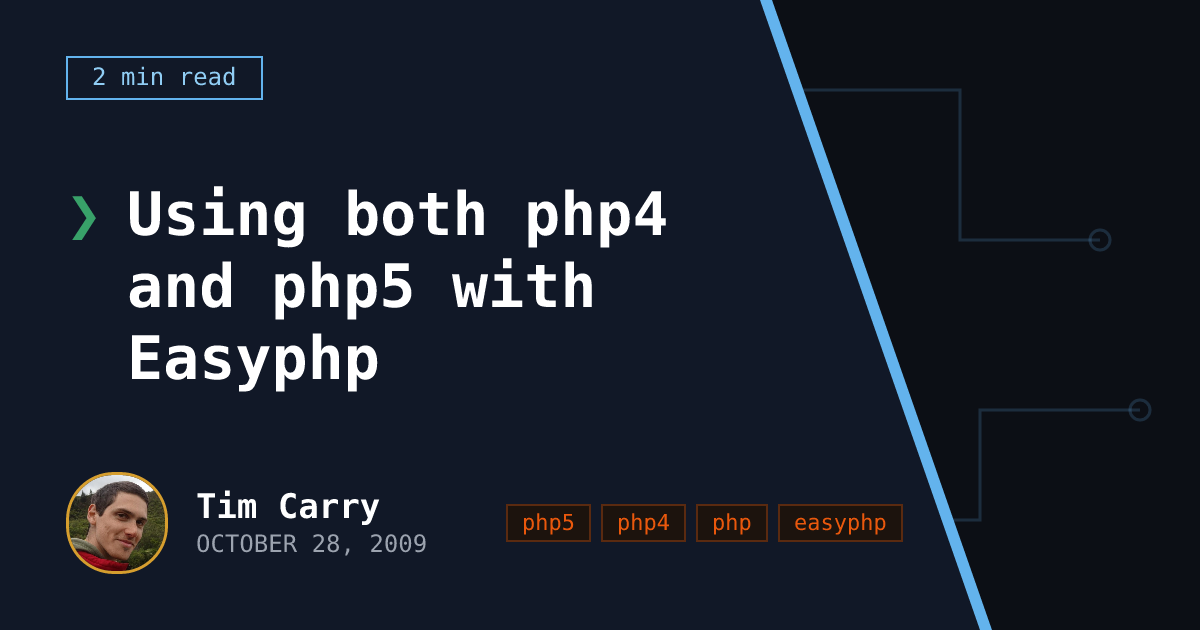 2 min read
❯ Using both php4
and php5 with
Easyphp
Tim Carry
OCTOBER 28, 2009
php5 php4 php easyphp